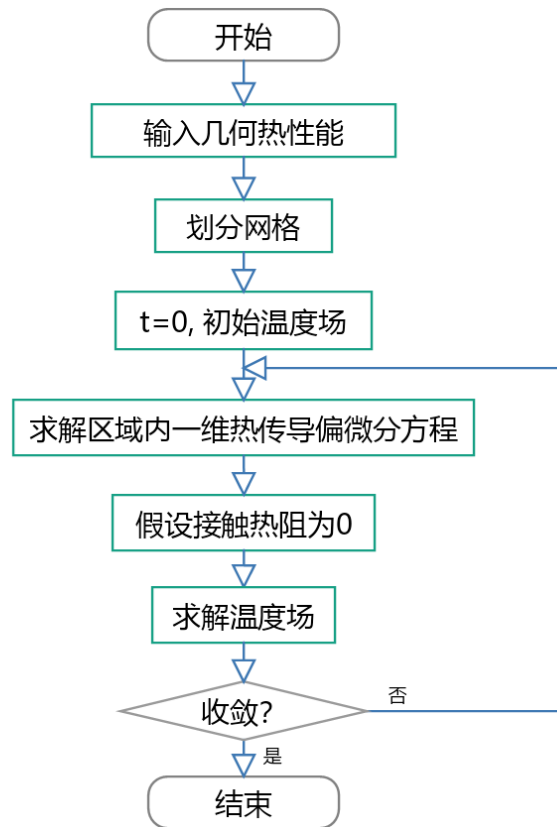 开始
输入几何热性能
划分网格
t=0, 初始温度场
求解区域内一维热传导偏微分方程
假设接触热阻为0
求解温度场
收敛?
否
是
结束